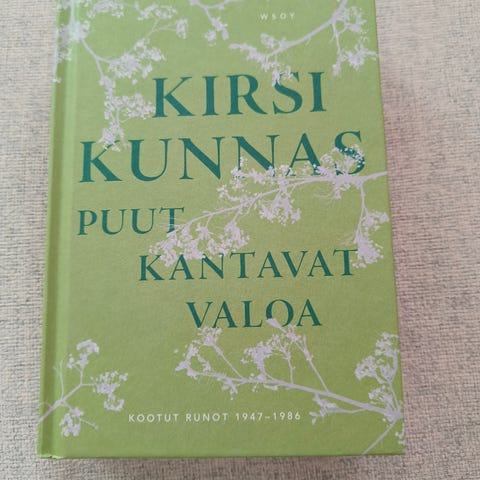 WSOY
KIRSI
KUNNAS
PUUT
KANTAVAT
VALOA
KOOTUT RUNOT 1947–1986